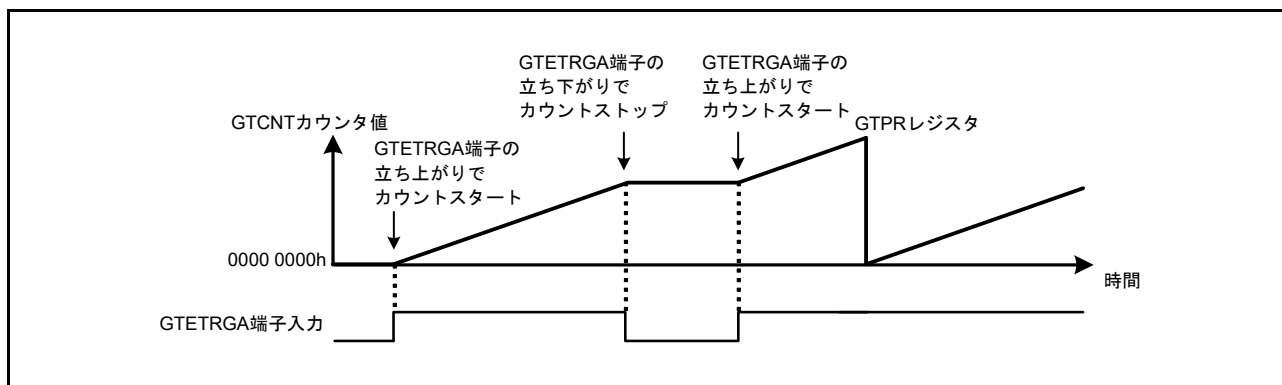 GTETRGA端子の
立ち下がりで
カウントストップ
GTETRGA端子の
立ち上がりで
カウントスタート
GTCNTカウンタ値
GTPRレジスタ
GTETRGA端子の
立ち上がりで
カウントスタート
0000 0000h
時間
GTETRGA端子入力